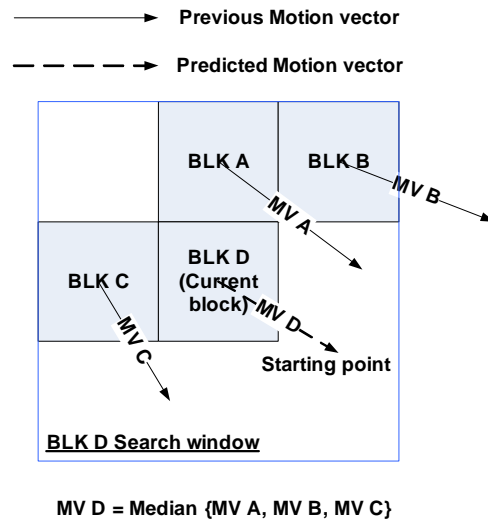 Previous Motion vector
Predicted Motion vector
BLK A
BLK B
MV B
MV A
BLK C
BLK D
(Current
block)
MV D
MV C
Starting point
BLK D Search window
MV D = Median {MV A, MV B, MV C}